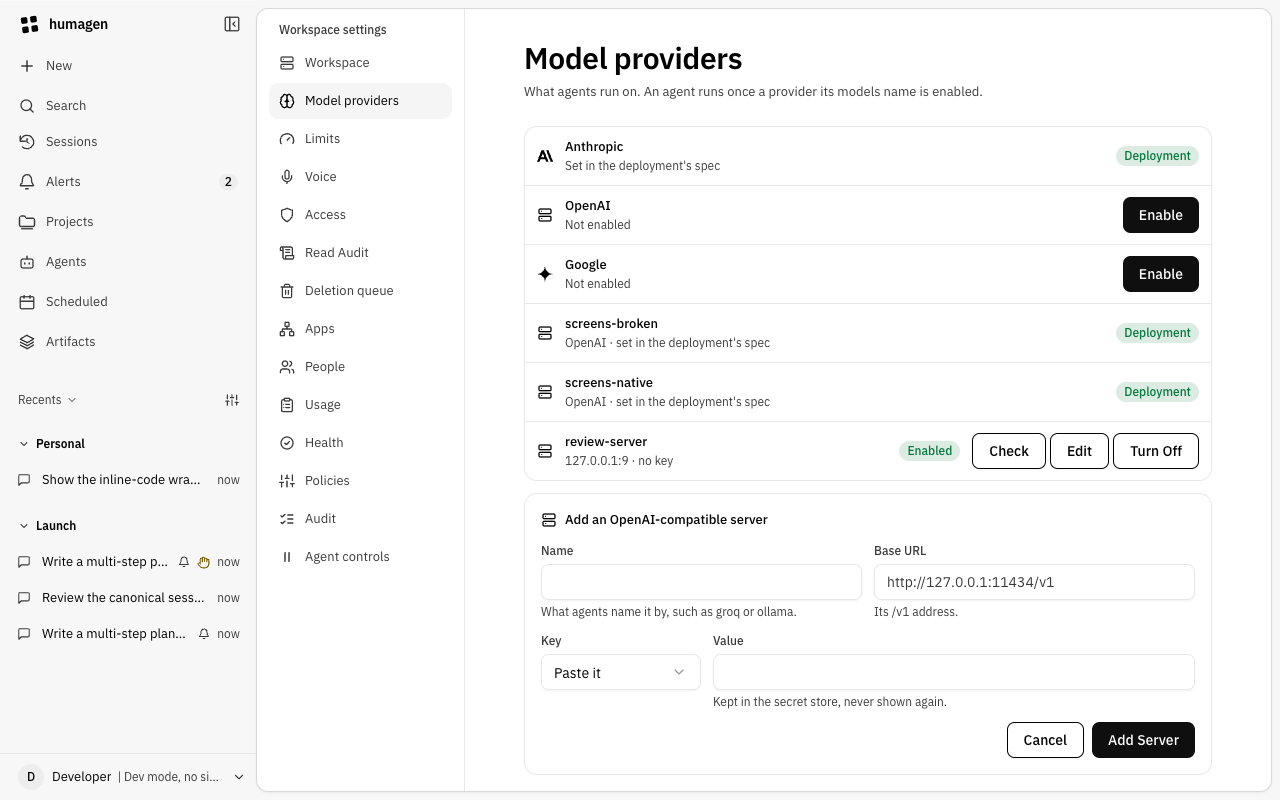 humagen
New
Search
Sessions
Alerts 2
Projects
Agents
Scheduled
Artifacts
Recents
Personal
Show the inline-code wra... now
Launch
Write a multi-step p... now
Review the canonical sess... now
Write a multi-step plan... now
D Developer | Dev mode, no si...
Workspace settings
Workspace
Model providers
Limits
Voice
Access
Read Audit
Deletion queue
Apps
People
Usage
Health
Policies
Audit
Agent controls
Model providers
What agents run on. An agent runs once a provider its models name is enabled.
Anthropic
Set in the deployment's spec
Deployment
OpenAI
Not enabled
Enable
Google
Not enabled
Enable
screens-broken
OpenAI · set in the deployment's spec
Deployment
screens-native
OpenAI · set in the deployment's spec
Deployment
review-server
127.0.0.1:9 · no key
Enabled Check Edit Turn Off
Add an OpenAI-compatible server
Name Base URL
http://127.0.0.1:11434/v1
What agents name it by, such as groq or ollama. Its /v1 address.
Key Value
Paste it
Kept in the secret store, never shown again.
Cancel Add Server